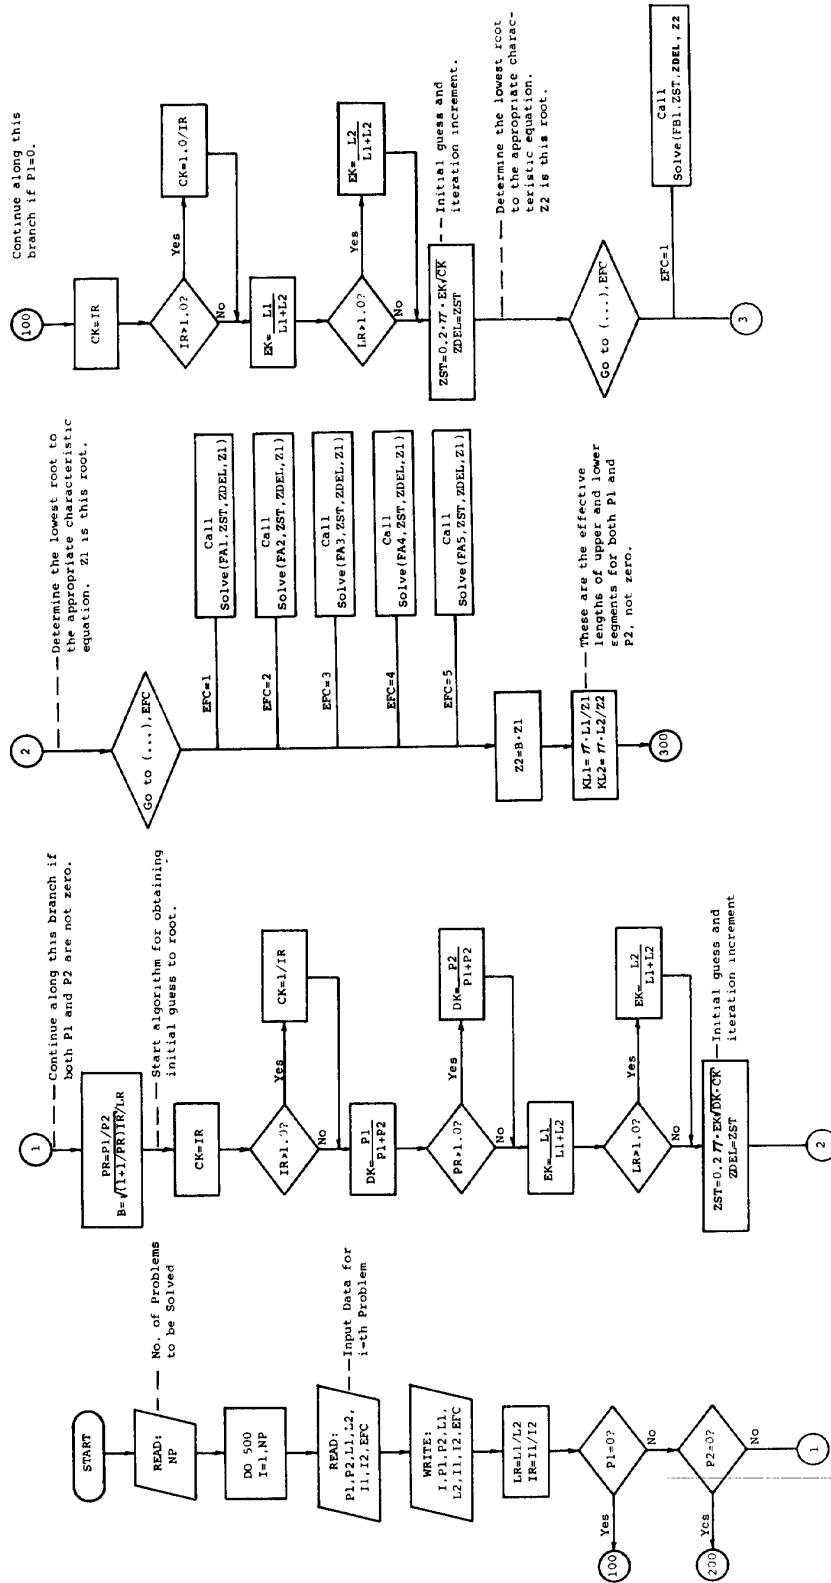 START
READ:
NP
No. of Problems
to be Solved
DO 500
I=1,NP
READ:
P1,P2,L1,L2,
I1,I2,EFC
Input Data for
i-th Problem
WRITE:
I,P1,P2,L1,
L2,I1,I2,EFC
LR=L1/L2
IR=I1/I2
P1=0?
Yes
100
No
P2=0?
Yes
200
No
1
1
Continue along this branch if
both P1 and P2 are not zero.
PR=P1/P2
B=√(1+1/PR)IR/LR
Start algorithm for obtaining
initial guess to root.
CK=IR
IR>1.0?
Yes
CK=1/IR
No
DK=P1/P1+P2
PR>1.0?
Yes
DK=P2/P1+P2
No
EK=L1/L1+L2
LR>1.0?
Yes
EK=L2/L1+L2
No
ZST=0.2π·EK√DK·CK
ZDEL=ZST
Initial guess and
iteration increment
2
2
Determine the lowest root to
the appropriate characteristic
equation. Z1 is this root.
Go to (...),EFC
EFC=1
Call
Solve(FA1,ZST,ZDEL,Z1)
EFC=2
Call
Solve(FA2,ZST,ZDEL,Z1)
EFC=3
Call
Solve(FA3,ZST,ZDEL,Z1)
EFC=4
Call
Solve(FA4,ZST,ZDEL,Z1)
EFC=5
Call
Solve(FA5,ZST,ZDEL,Z1)
Z2=B·Z1
KL1=π·L1/Z1
KL2=π·L2/Z2
These are the effective
lengths of upper and lower
segments for both P1 and
P2, not zero.
300
100
Continue along this
branch if P1=0.
CK=IR
IR>1.0?
Yes
CK=1.0/IR
No
EK=L1/L1+L2
LR>1.0?
Yes
EK=L2/L1+L2
No
ZST=0.2·π·EK√CK
ZDEL=ZST
Initial guess and
iteration increment.
Determine the lowest root
to the appropriate charac-
teristic equation.
Z2 is this root.
Go to (...),EFC
EFC=1
Call
Solve(FB1,ZST,ZDEL,Z2
3